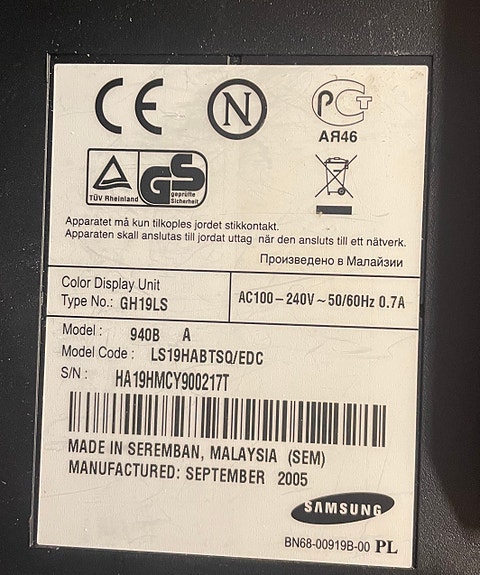 CE N PCT
АЯ46
TÜV Rheinland GS geprüfte
Sicherheit
Apparatet må kun tilkoples jordet stikkontakt.
Apparaten skall anslutas till jordat uttag när den ansluts till ett nätverk.
Произведено в Малайзии
Color Display Unit
Type No.: GH19LS
AC100-240V~50/60Hz 0.7A
Model : 940B A
Model Code : LS19HABTSQ/EDC
S/N : HA19HMCY900217T
MADE IN SEREMBAN, MALAYSIA (SEM)
MANUFACTURED: SEPTEMBER 2005
SAMSUNG
BN68-00919B-00 PL